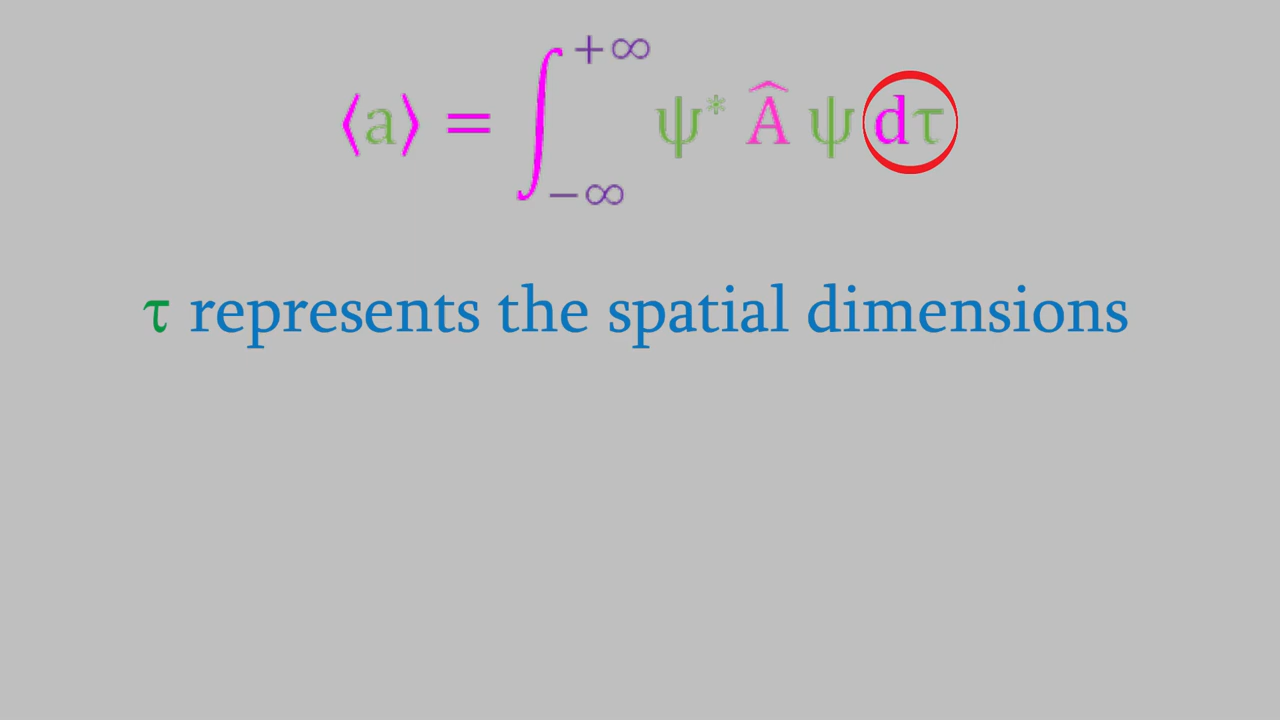 ⟨a⟩ = ∫_{−∞}^{+∞} ψ* Â ψ dτ
τ represents the spatial dimensions